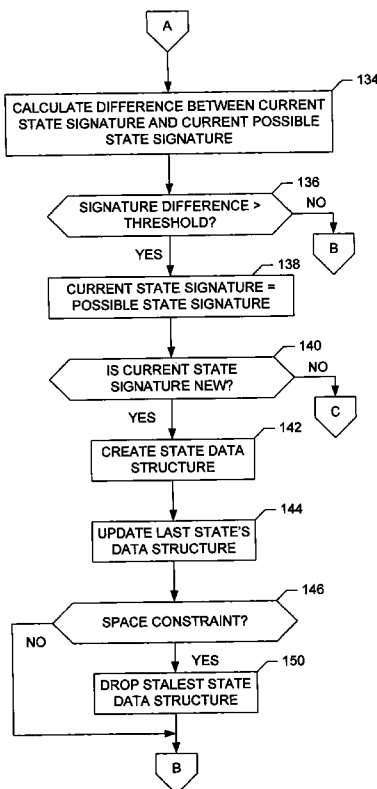 A
134
CALCULATE DIFFERENCE BETWEEN CURRENT
STATE SIGNATURE AND CURRENT POSSIBLE
STATE SIGNATURE
136
SIGNATURE DIFFERENCE >
THRESHOLD?
NO
B
YES
138
CURRENT STATE SIGNATURE =
POSSIBLE STATE SIGNATURE
140
IS CURRENT STATE
SIGNATURE NEW?
NO
C
YES
142
CREATE STATE DATA
STRUCTURE
144
UPDATE LAST STATE'S
DATA STRUCTURE
146
SPACE CONSTRAINT?
NO
YES
150
DROP STALEST STATE
DATA STRUCTURE
B